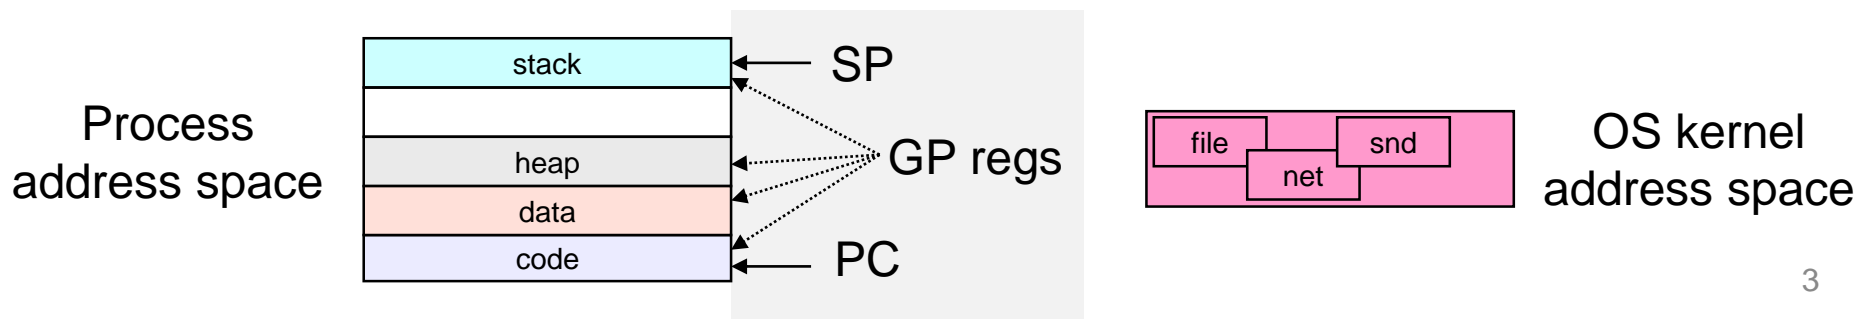 Process
address space
stack
heap
data
code
SP
GP regs
PC
file
net
snd
OS kernel
address space
3